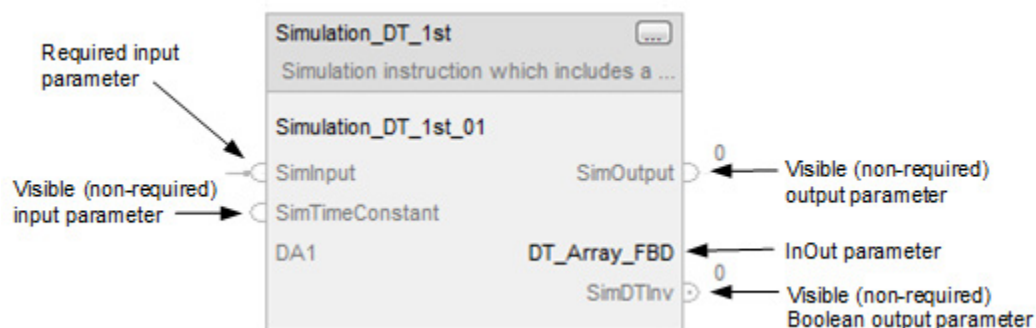 Simulation_DT_1st
...
Required input
parameter
Simulation instruction which includes a ...
Simulation_DT_1st_01
0
SimInput
SimOutput
Visible (non-required)
output parameter
Visible (non-required)
input parameter
SimTimeConstant
DA1
DT_Array_FBD
InOut parameter
0
SimDTInv
Visible (non-required)
Boolean output parameter